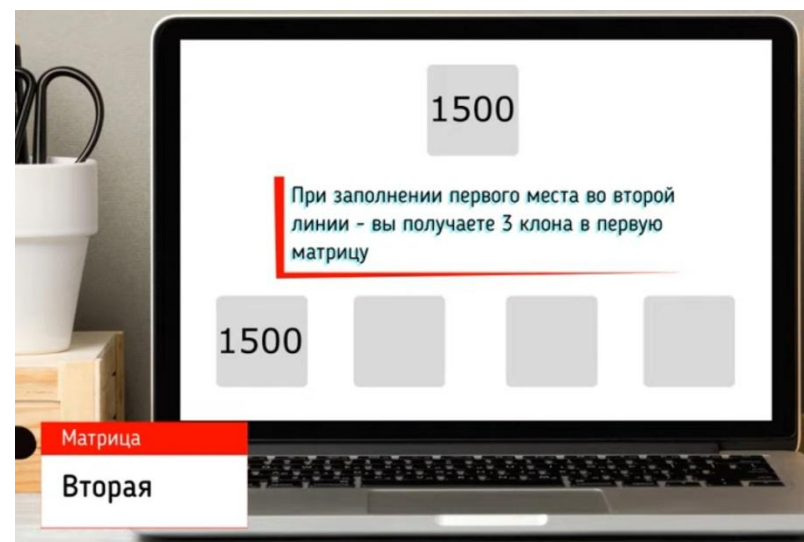 1500
При заполнении первого места во второй
линии - вы получаете 3 клона в первую
матрицу
1500
Матрица
Вторая